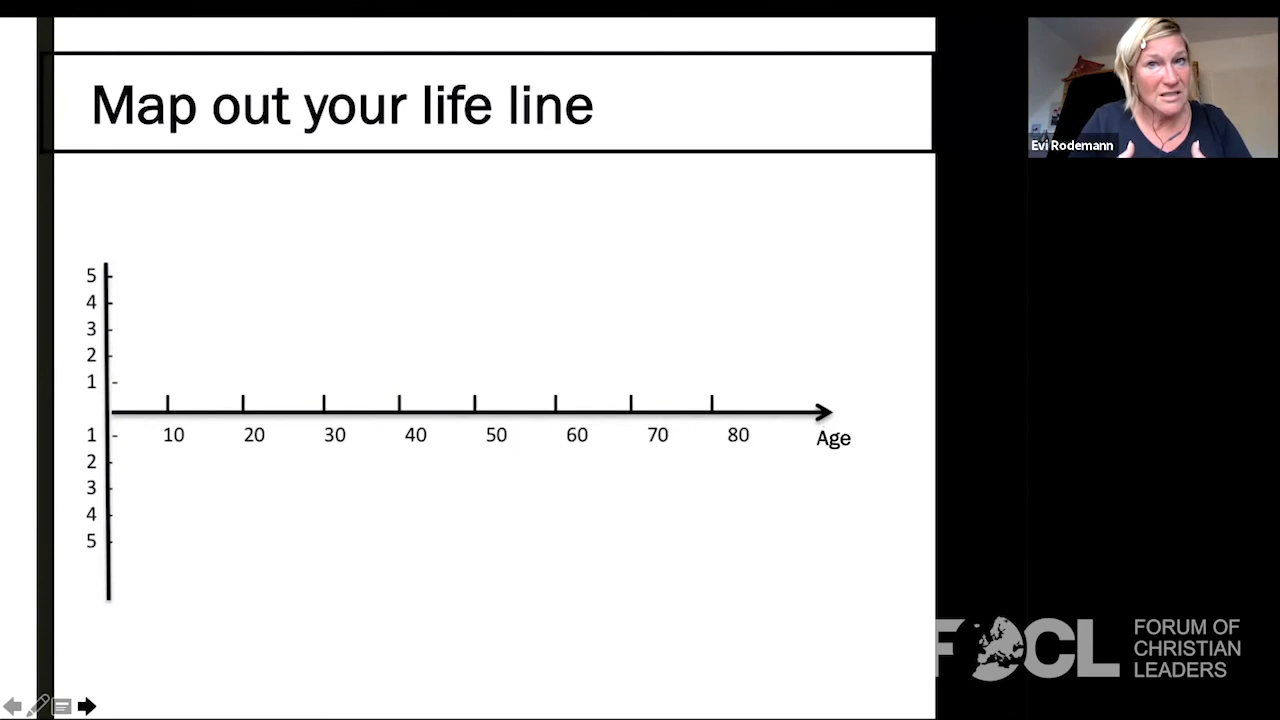 Map out your life line
Evi Rodemann
5
4
3
2
1
10 20 30 40 50 60 70 80 Age
1
2
3
4
5
FOCL
FORUM OF
CHRISTIAN
LEADERS